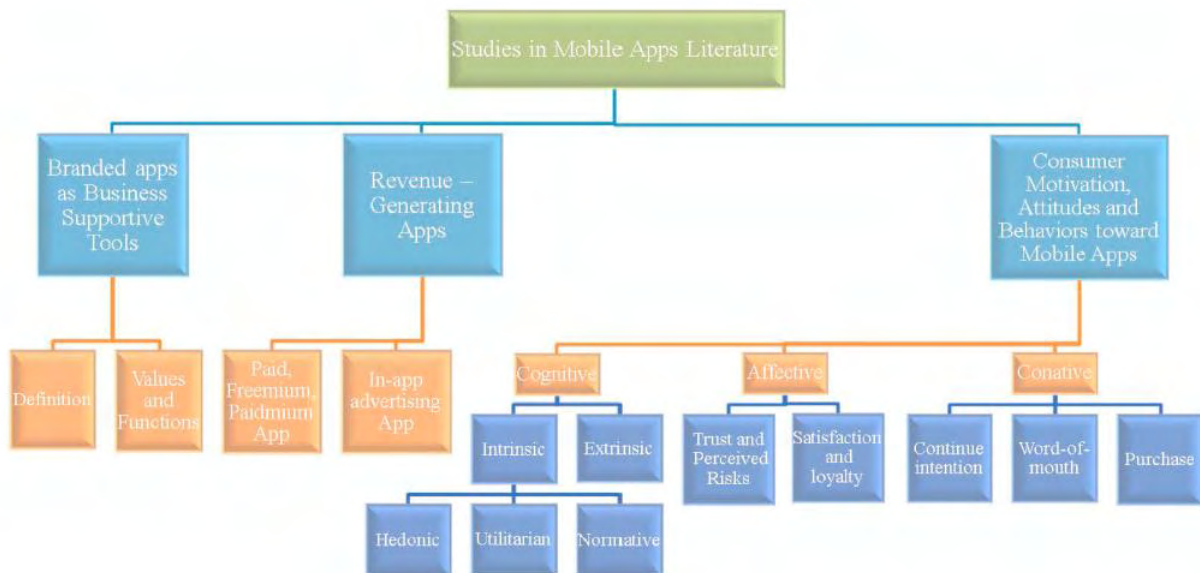 Studies in Mobile Apps Literature
Branded apps
as Business
Supportive
Tools
Revenue –
Generating
Apps
Consumer
Motivation,
Attitudes and
Behaviors toward
Mobile Apps
Definition
Values
and
Functions
Paid,
Freemium,
Paidmium
App
In-app
advertising
App
Cognitive
Affective
Conative
Intrinsic
Extrinsic
Trust and
Perceived
Risks
Satisfaction
and
loyalty
Continue
intention
Word-of-
mouth
Purchase
Hedonic
Utilitarian
Normative